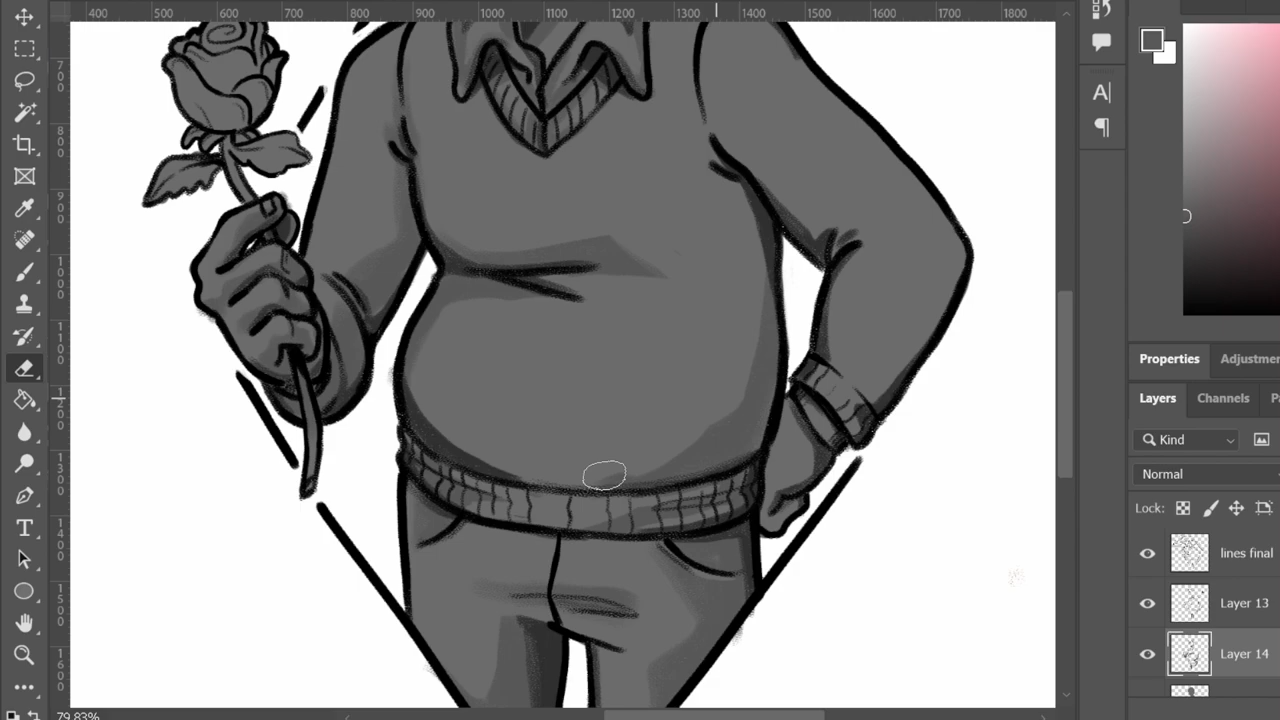 400 500 600 700 800 900 1000 1100 1200 1300 1400 1500 1600 1700 1800
700
800
900
1000
1100
1200
1300
1400
1500
1600
A
T
Properties Adjustmen
Layers Channels Pa
Kind
Normal
Lock:
lines final
Layer 13
Layer 14
79.83%